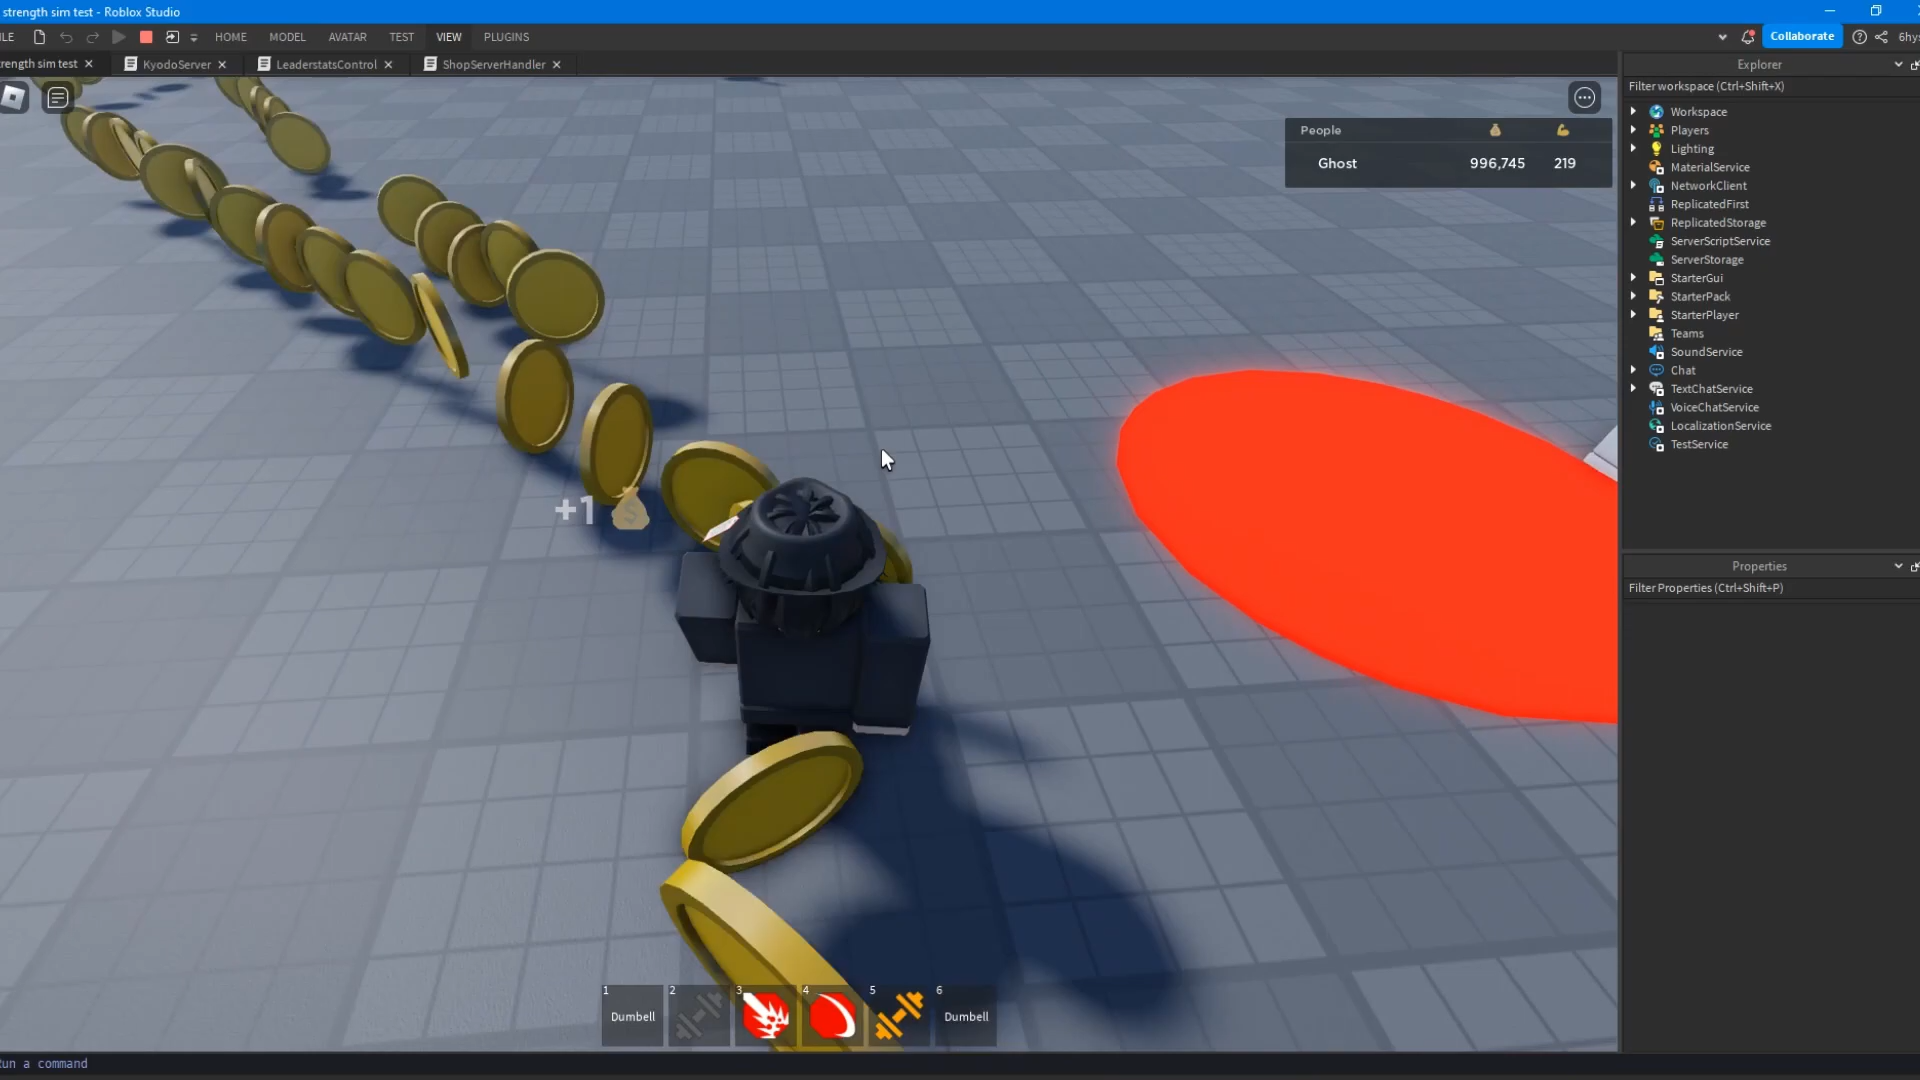 strength sim test - Roblox Studio
HOME MODEL AVATAR TEST VIEW PLUGINS
Collaborate
6hys
strength sim test
KyodoServer
LeaderstatsControl
ShopServerHandler
Explorer
Filter workspace (Ctrl+Shift+X)
Workspace
Players
Lighting
MaterialService
NetworkClient
ReplicatedFirst
ReplicatedStorage
ServerScriptService
ServerStorage
StarterGui
StarterPack
StarterPlayer
Teams
SoundService
Chat
TextChatService
VoiceChatService
LocalizationService
TestService
Properties
Filter Properties (Ctrl+Shift+P)
People
Ghost 996,745 219
+1
$
1 2 3 4 5 6
Dumbell Dumbell
Run a command